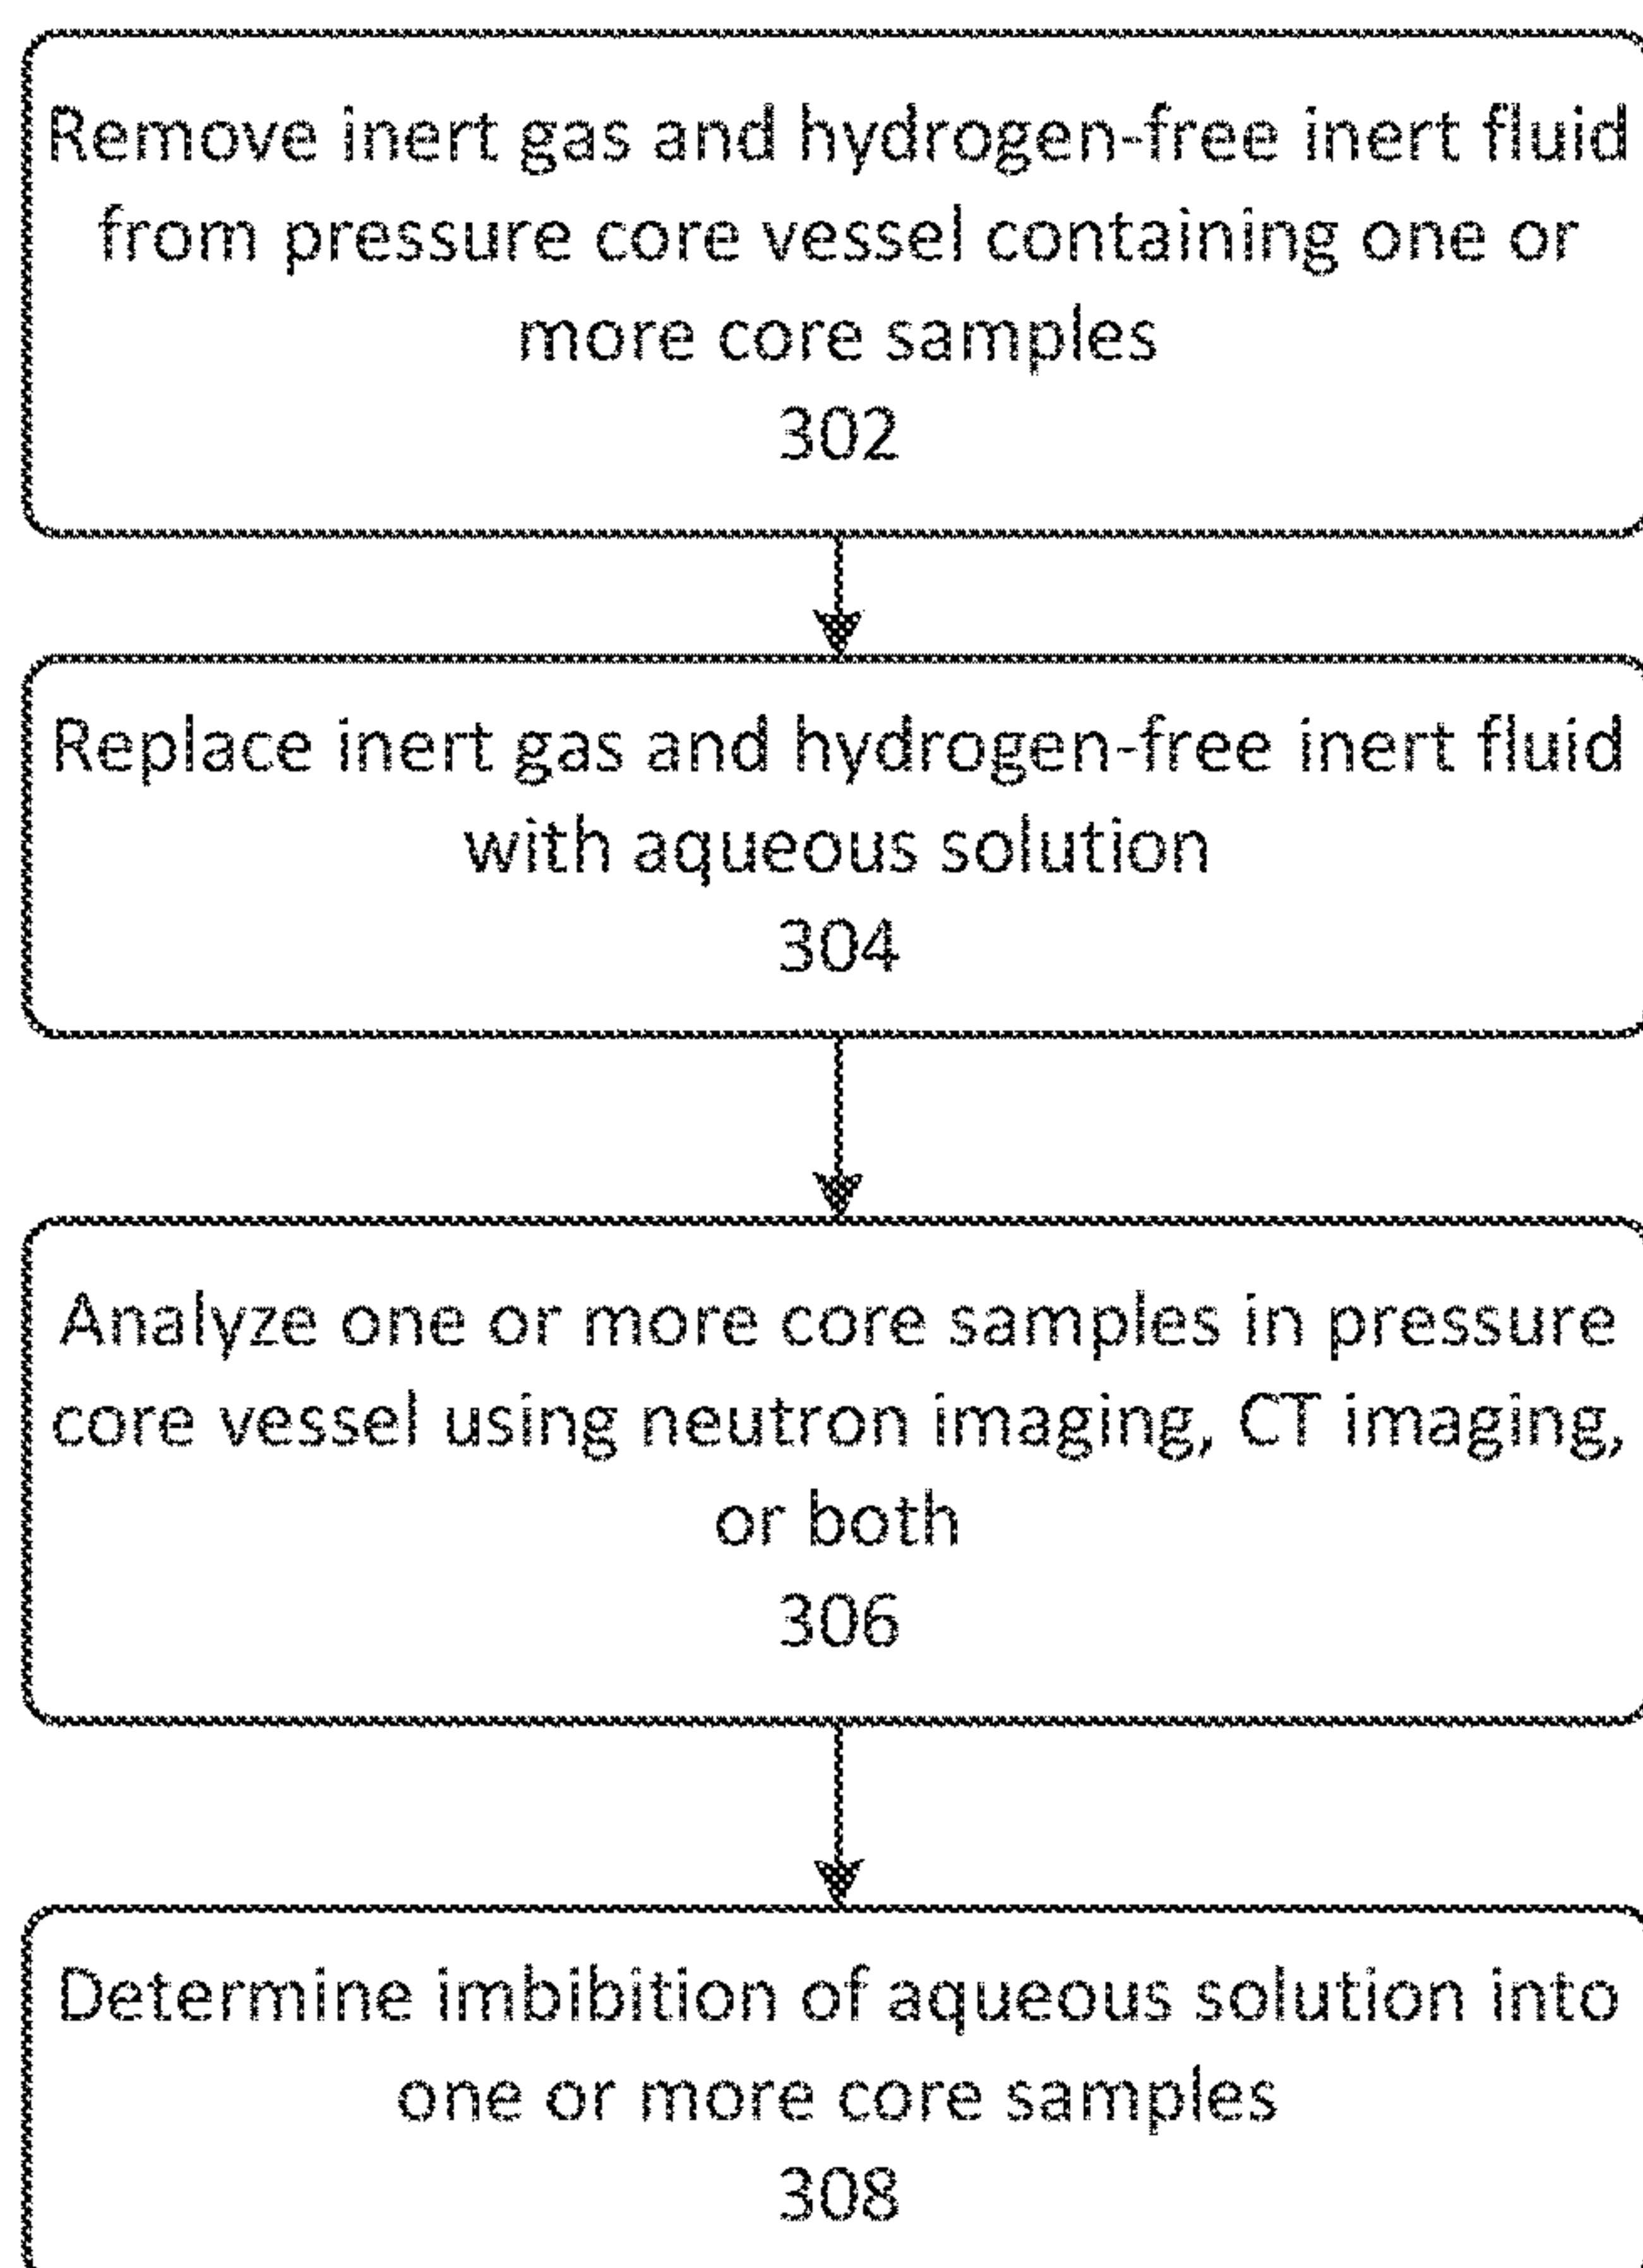 Remove inert gas and hydrogen-free inert fluid
from pressure core vessel containing one or
more core samples
302
Replace inert gas and hydrogen-free inert fluid
with aqueous solution
304
Analyze one or more core samples in pressure
core vessel using neutron imaging, CT imaging,
or both
306
Determine imbibition of aqueous solution into
one or more core samples
308